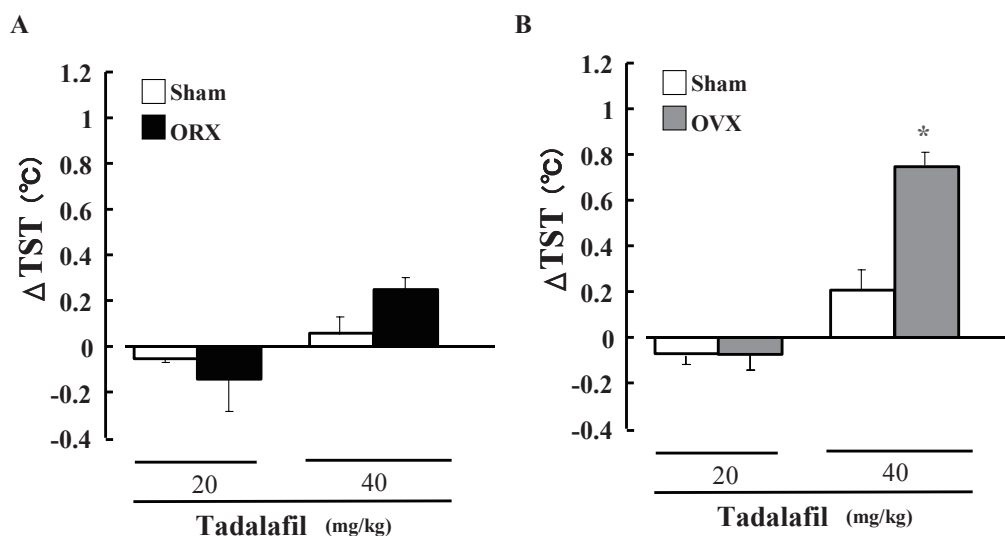 A
1.2
1
0.8
0.6
0.4
0.2
0
-0.2
-0.4
△TST (℃)
Sham
ORX
20
40
Tadalafil (mg/kg)
B
1.2
1
0.8
0.6
0.4
0.2
0
-0.2
-0.4
△TST (℃)
Sham
OVX
*
20
40
Tadalafil (mg/kg)